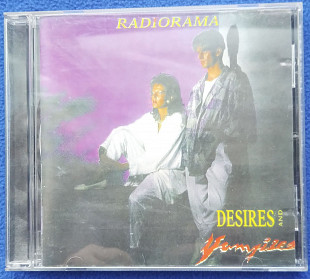 RADIORAMA
DESIRES AND
Vampires